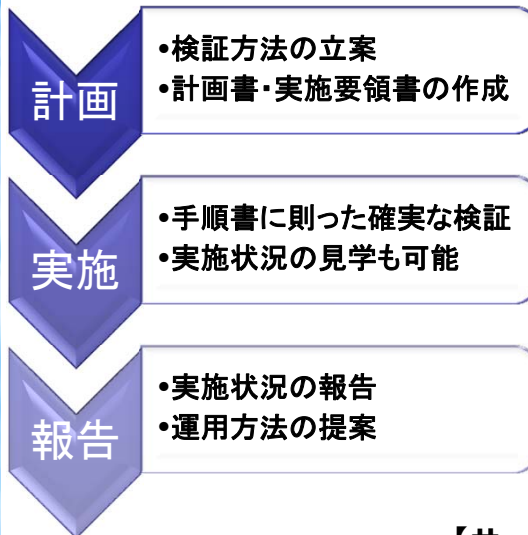 計画
•検証方法の立案
•計画書・実施要領書の作成
実施
•手順書に則った確実な検証
•実施状況の見学も可能
報告
•実施状況の報告
•運用方法の提案